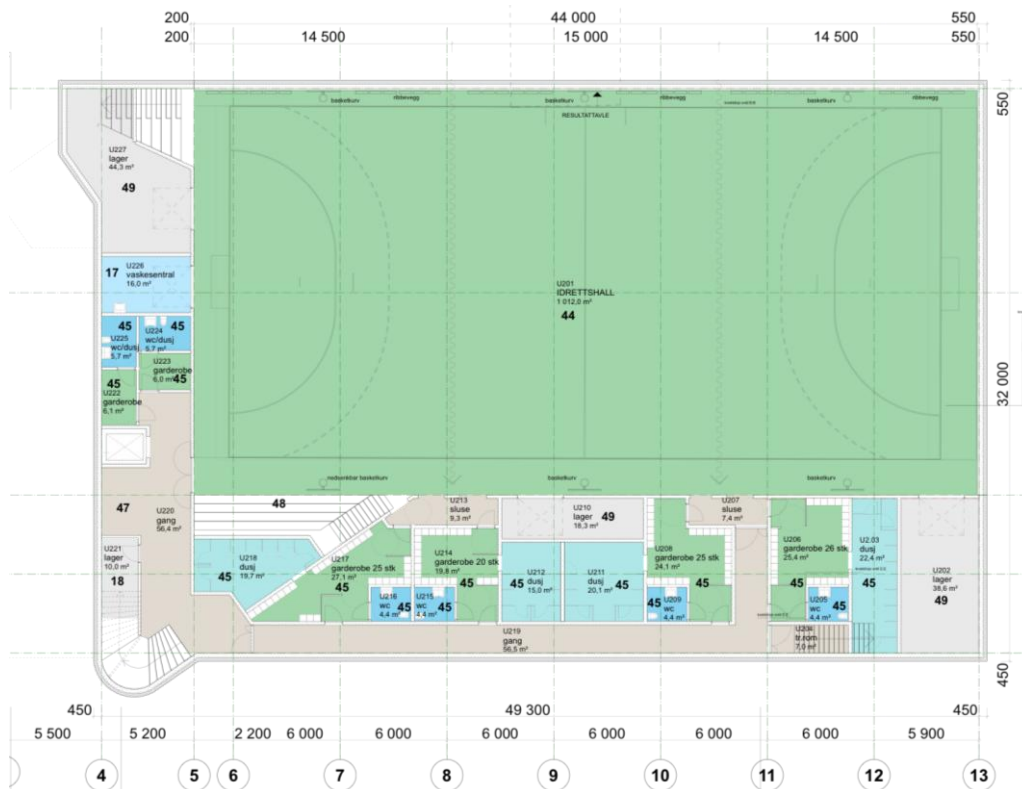 200
44 000
550
200
14 500
15 000
14 500
550
basketkurv
ribbevegg
basketkurv
ribbevegg
basketkurv
ribbevegg
RESULTATTAVLE
550
U227
lager
44,3 m²
49
17
U226
vaskesentral
16,0 m²
U201
IDRETTSHALL
1 012,0 m²
44
45
U225
wc/dusj
5,7 m²
45
U224
wc/dusj
5,7 m²
U223
garderobe
6,0 m²
45
45
U222
garderobe
6,1 m²
32 000
nedsenkbar basketkurv
basketkurv
basketkurv
47
U220
gang
56,4 m²
48
U213
sluse
9,3 m²
U210
lager
18,3 m²
49
U207
sluse
7,4 m²
U221
lager
10,0 m²
18
U218
dusj
19,7 m²
45
U217
garderobe 25 stk
27,1 m²
45
U214
garderobe 20 stk
19,8 m²
45
U212
dusj
15,0 m²
45
U211
dusj
20,1 m²
45
U208
garderobe 25 stk
24,1 m²
45
U206
garderobe 26 stk
25,4 m²
45
U2.03
dusj
22,4 m²
45
U202
lager
38,6 m²
49
U216
wc
4,4 m²
45
U215
wc
4,4 m²
45
45
U209
wc
4,4 m²
U205
wc
4,4 m²
45
U219
gang
56,5 m²
tr.rom
7,0 m²
450
450
49 300
450
5 500
5 200
2 200
6 000
6 000
6 000
6 000
6 000
6 000
5 900
4
5
6
7
8
9
10
11
12
13